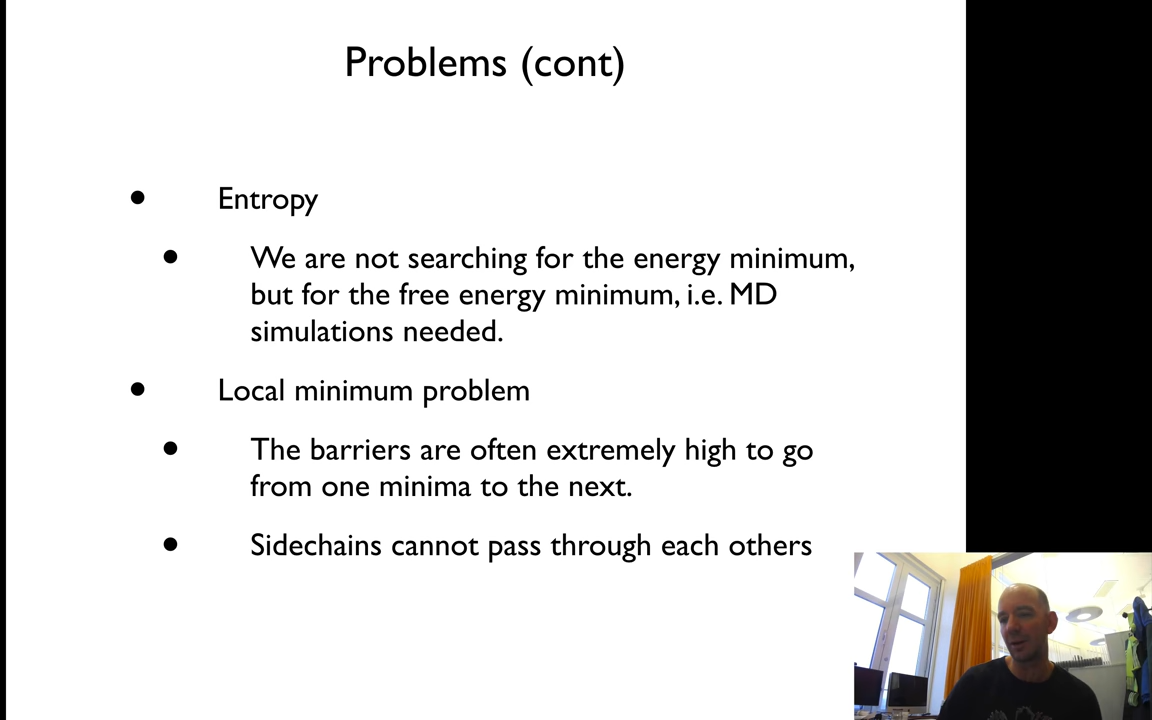 Problems (cont)
• Entropy
• We are not searching for the energy minimum,
but for the free energy minimum, i.e. MD
simulations needed.
• Local minimum problem
• The barriers are often extremely high to go
from one minima to the next.
• Sidechains cannot pass through each others